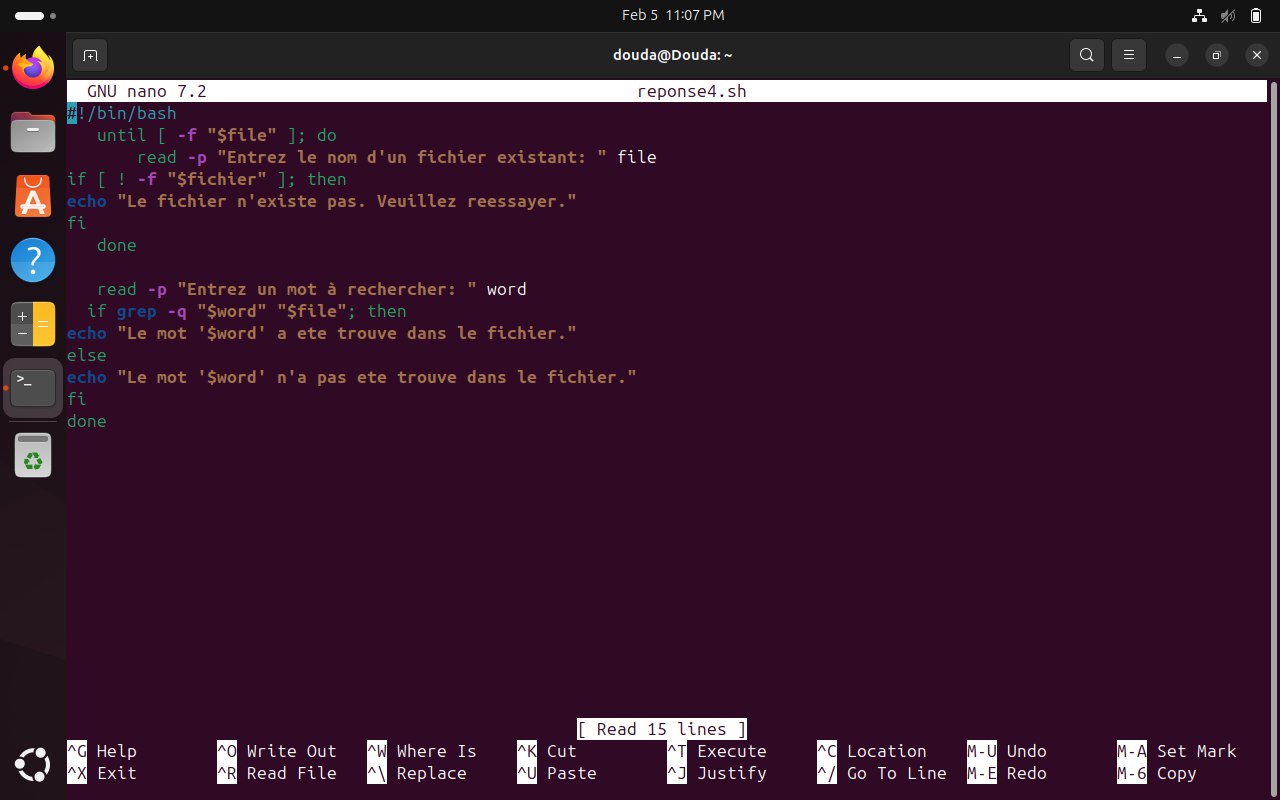 Feb 5 11:07 PM
douda@Douda: ~
GNU nano 7.2 reponse4.sh
#!/bin/bash
   until [ -f "$file" ]; do
       read -p "Entrez le nom d'un fichier existant: " file
if [ ! -f "$fichier" ]; then
echo "Le fichier n'existe pas. Veuillez reessayer."
fi
   done
   read -p "Entrez un mot à rechercher: " word
  if grep -q "$word" "$file"; then
echo "Le mot '$word' a ete trouve dans le fichier."
else
echo "Le mot '$word' n'a pas ete trouve dans le fichier."
fi
done
[ Read 15 lines ]
^G Help ^O Write Out ^W Where Is ^K Cut ^T Execute ^C Location M-U Undo M-A Set Mark
^X Exit ^R Read File ^\ Replace ^U Paste ^J Justify ^/ Go To Line M-E Redo M-6 Copy